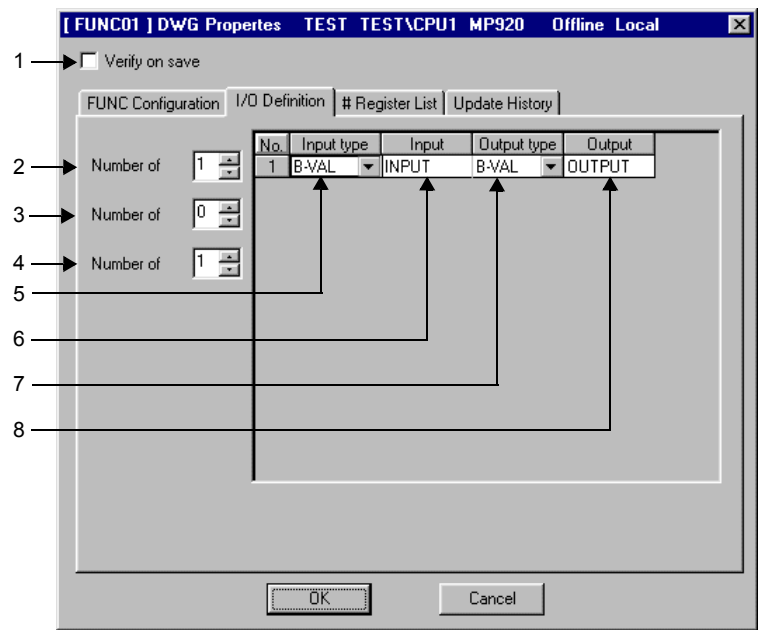 [ FUNC01 ] DWG Propertes TEST TEST\CPU1 MP920 Offline Local
1 Verify on save
FUNC Configuration I/O Definition # Register List Update History
No. Input type Input Output type Output
2 Number of 1 1 B-VAL INPUT B-VAL OUTPUT
3 Number of 0
4 Number of 1
5
6
7
8
OK Cancel